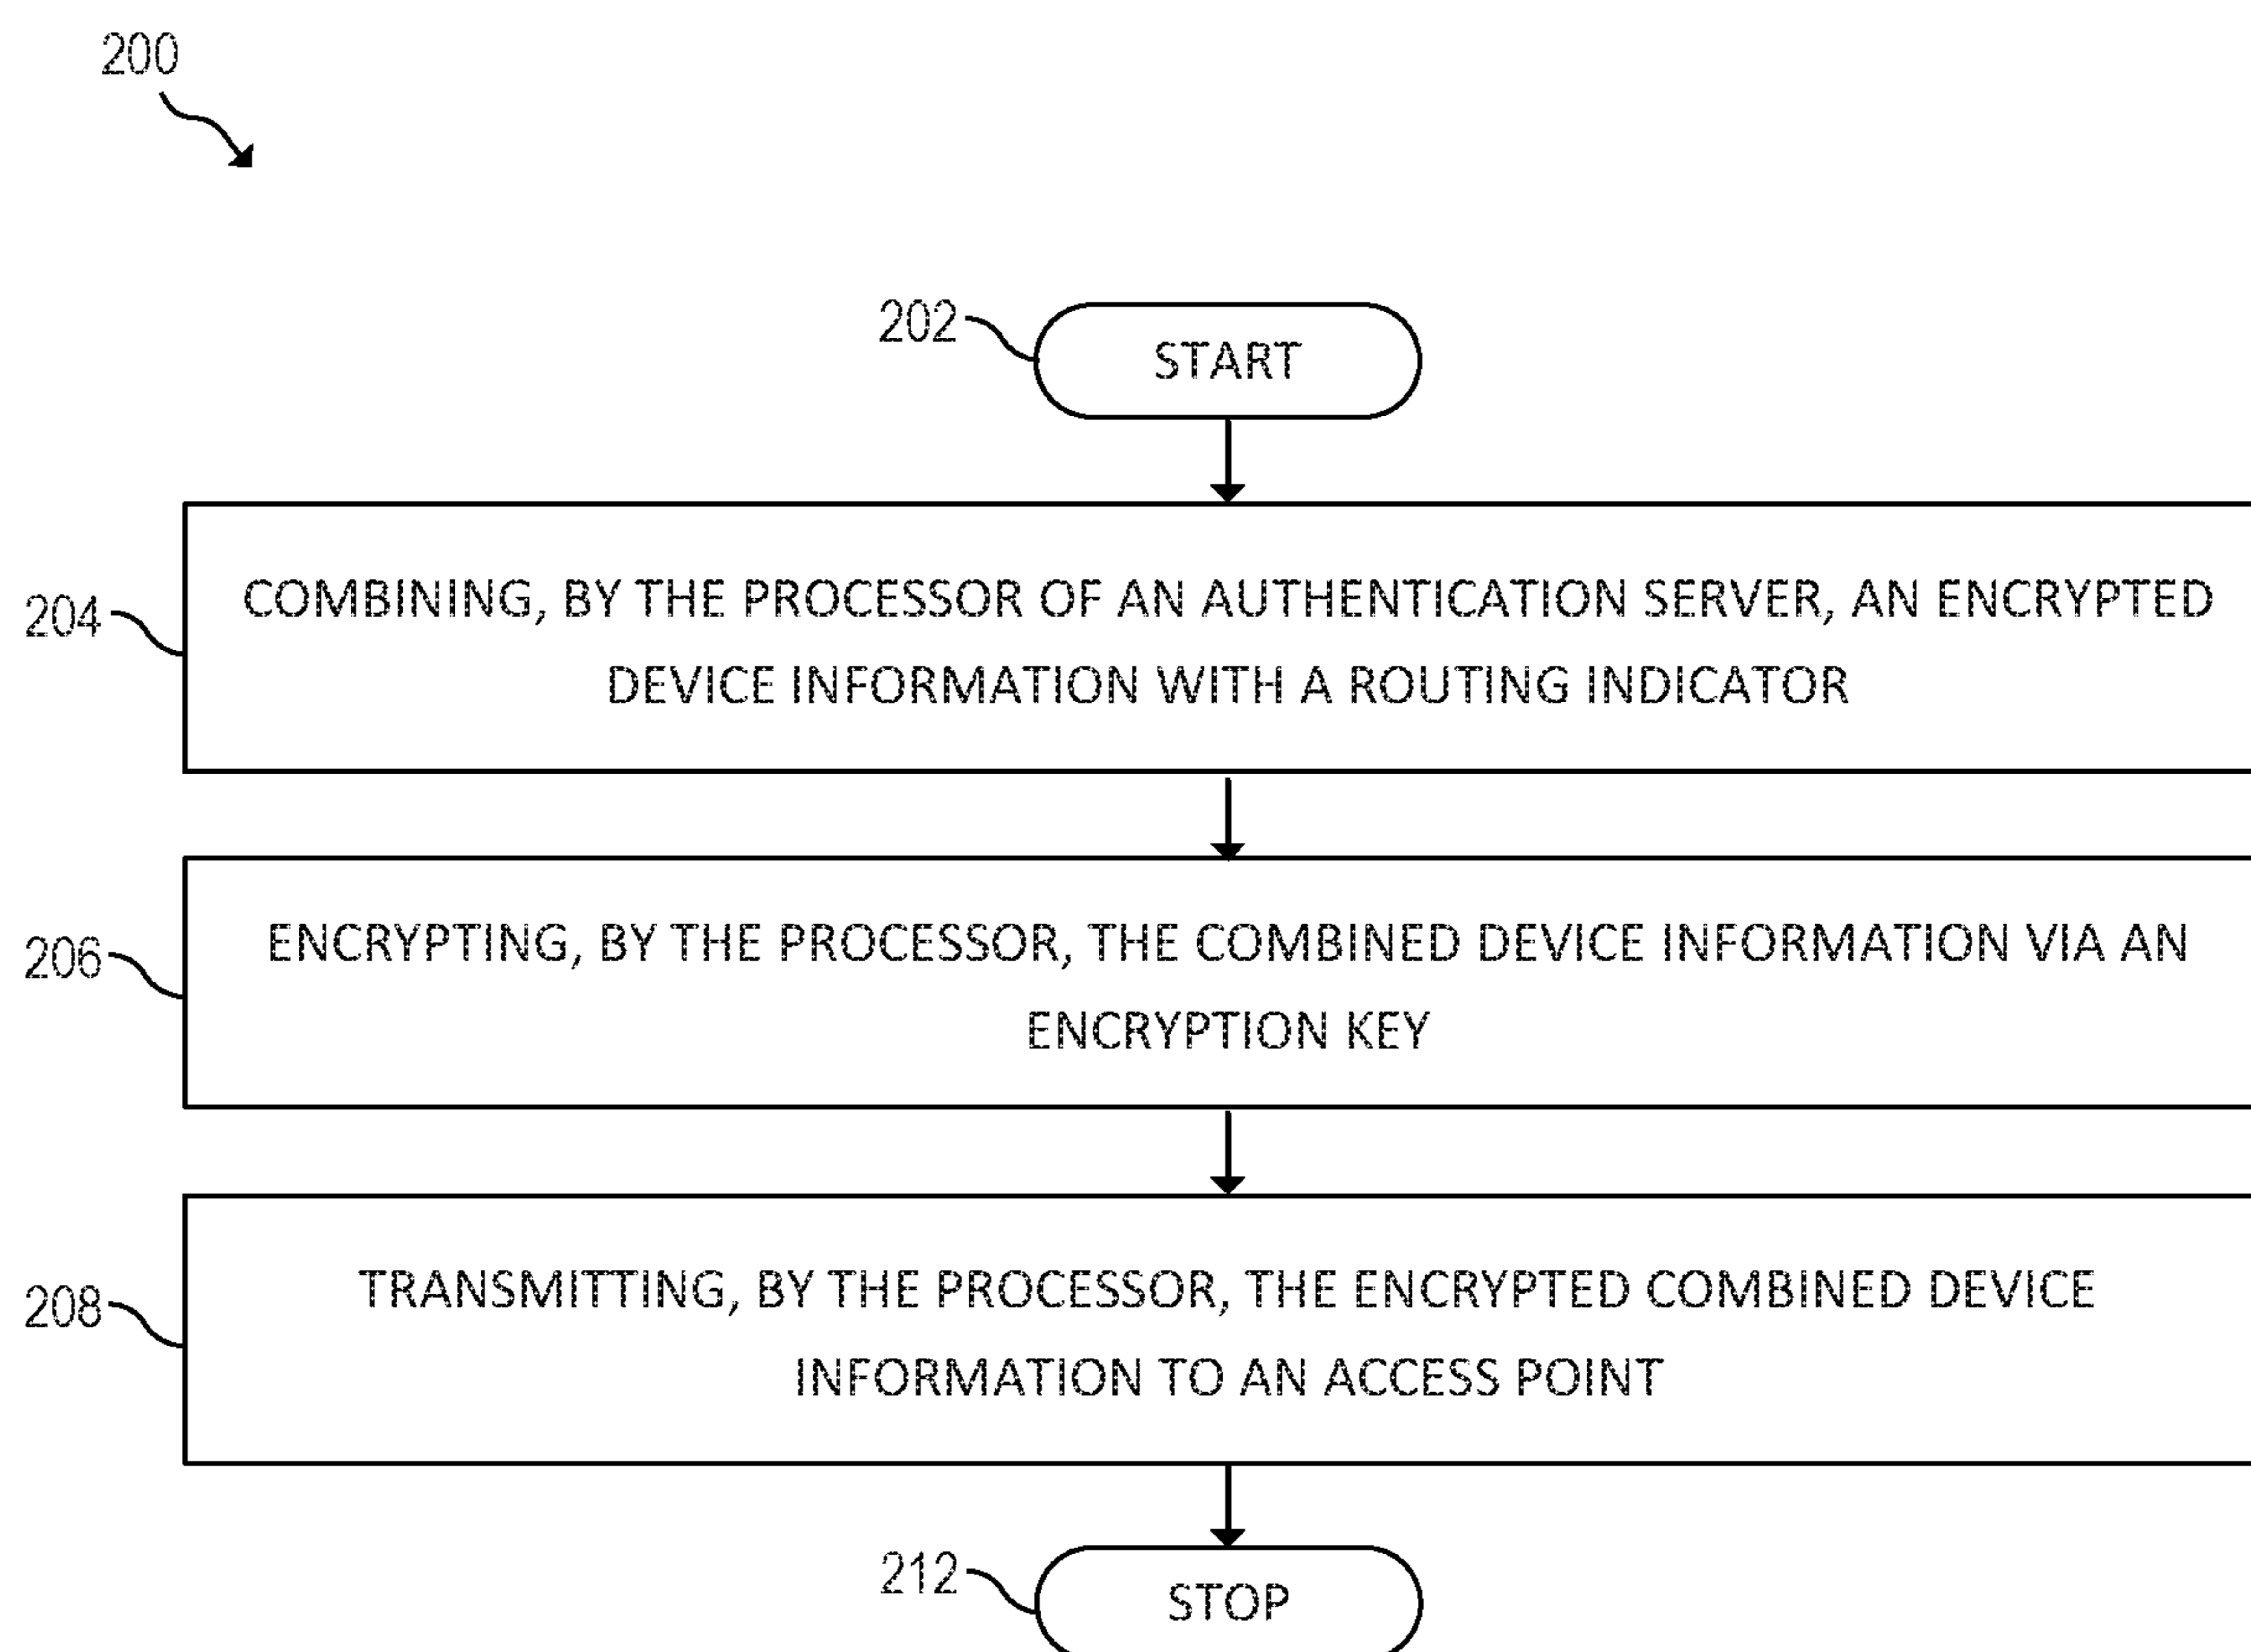 200
202
START
204
COMBINING, BY THE PROCESSOR OF AN AUTHENTICATION SERVER, AN ENCRYPTED
DEVICE INFORMATION WITH A ROUTING INDICATOR
206
ENCRYPTING, BY THE PROCESSOR, THE COMBINED DEVICE INFORMATION VIA AN
ENCRYPTION KEY
208
TRANSMITTING, BY THE PROCESSOR, THE ENCRYPTED COMBINED DEVICE
INFORMATION TO AN ACCESS POINT
212
STOP